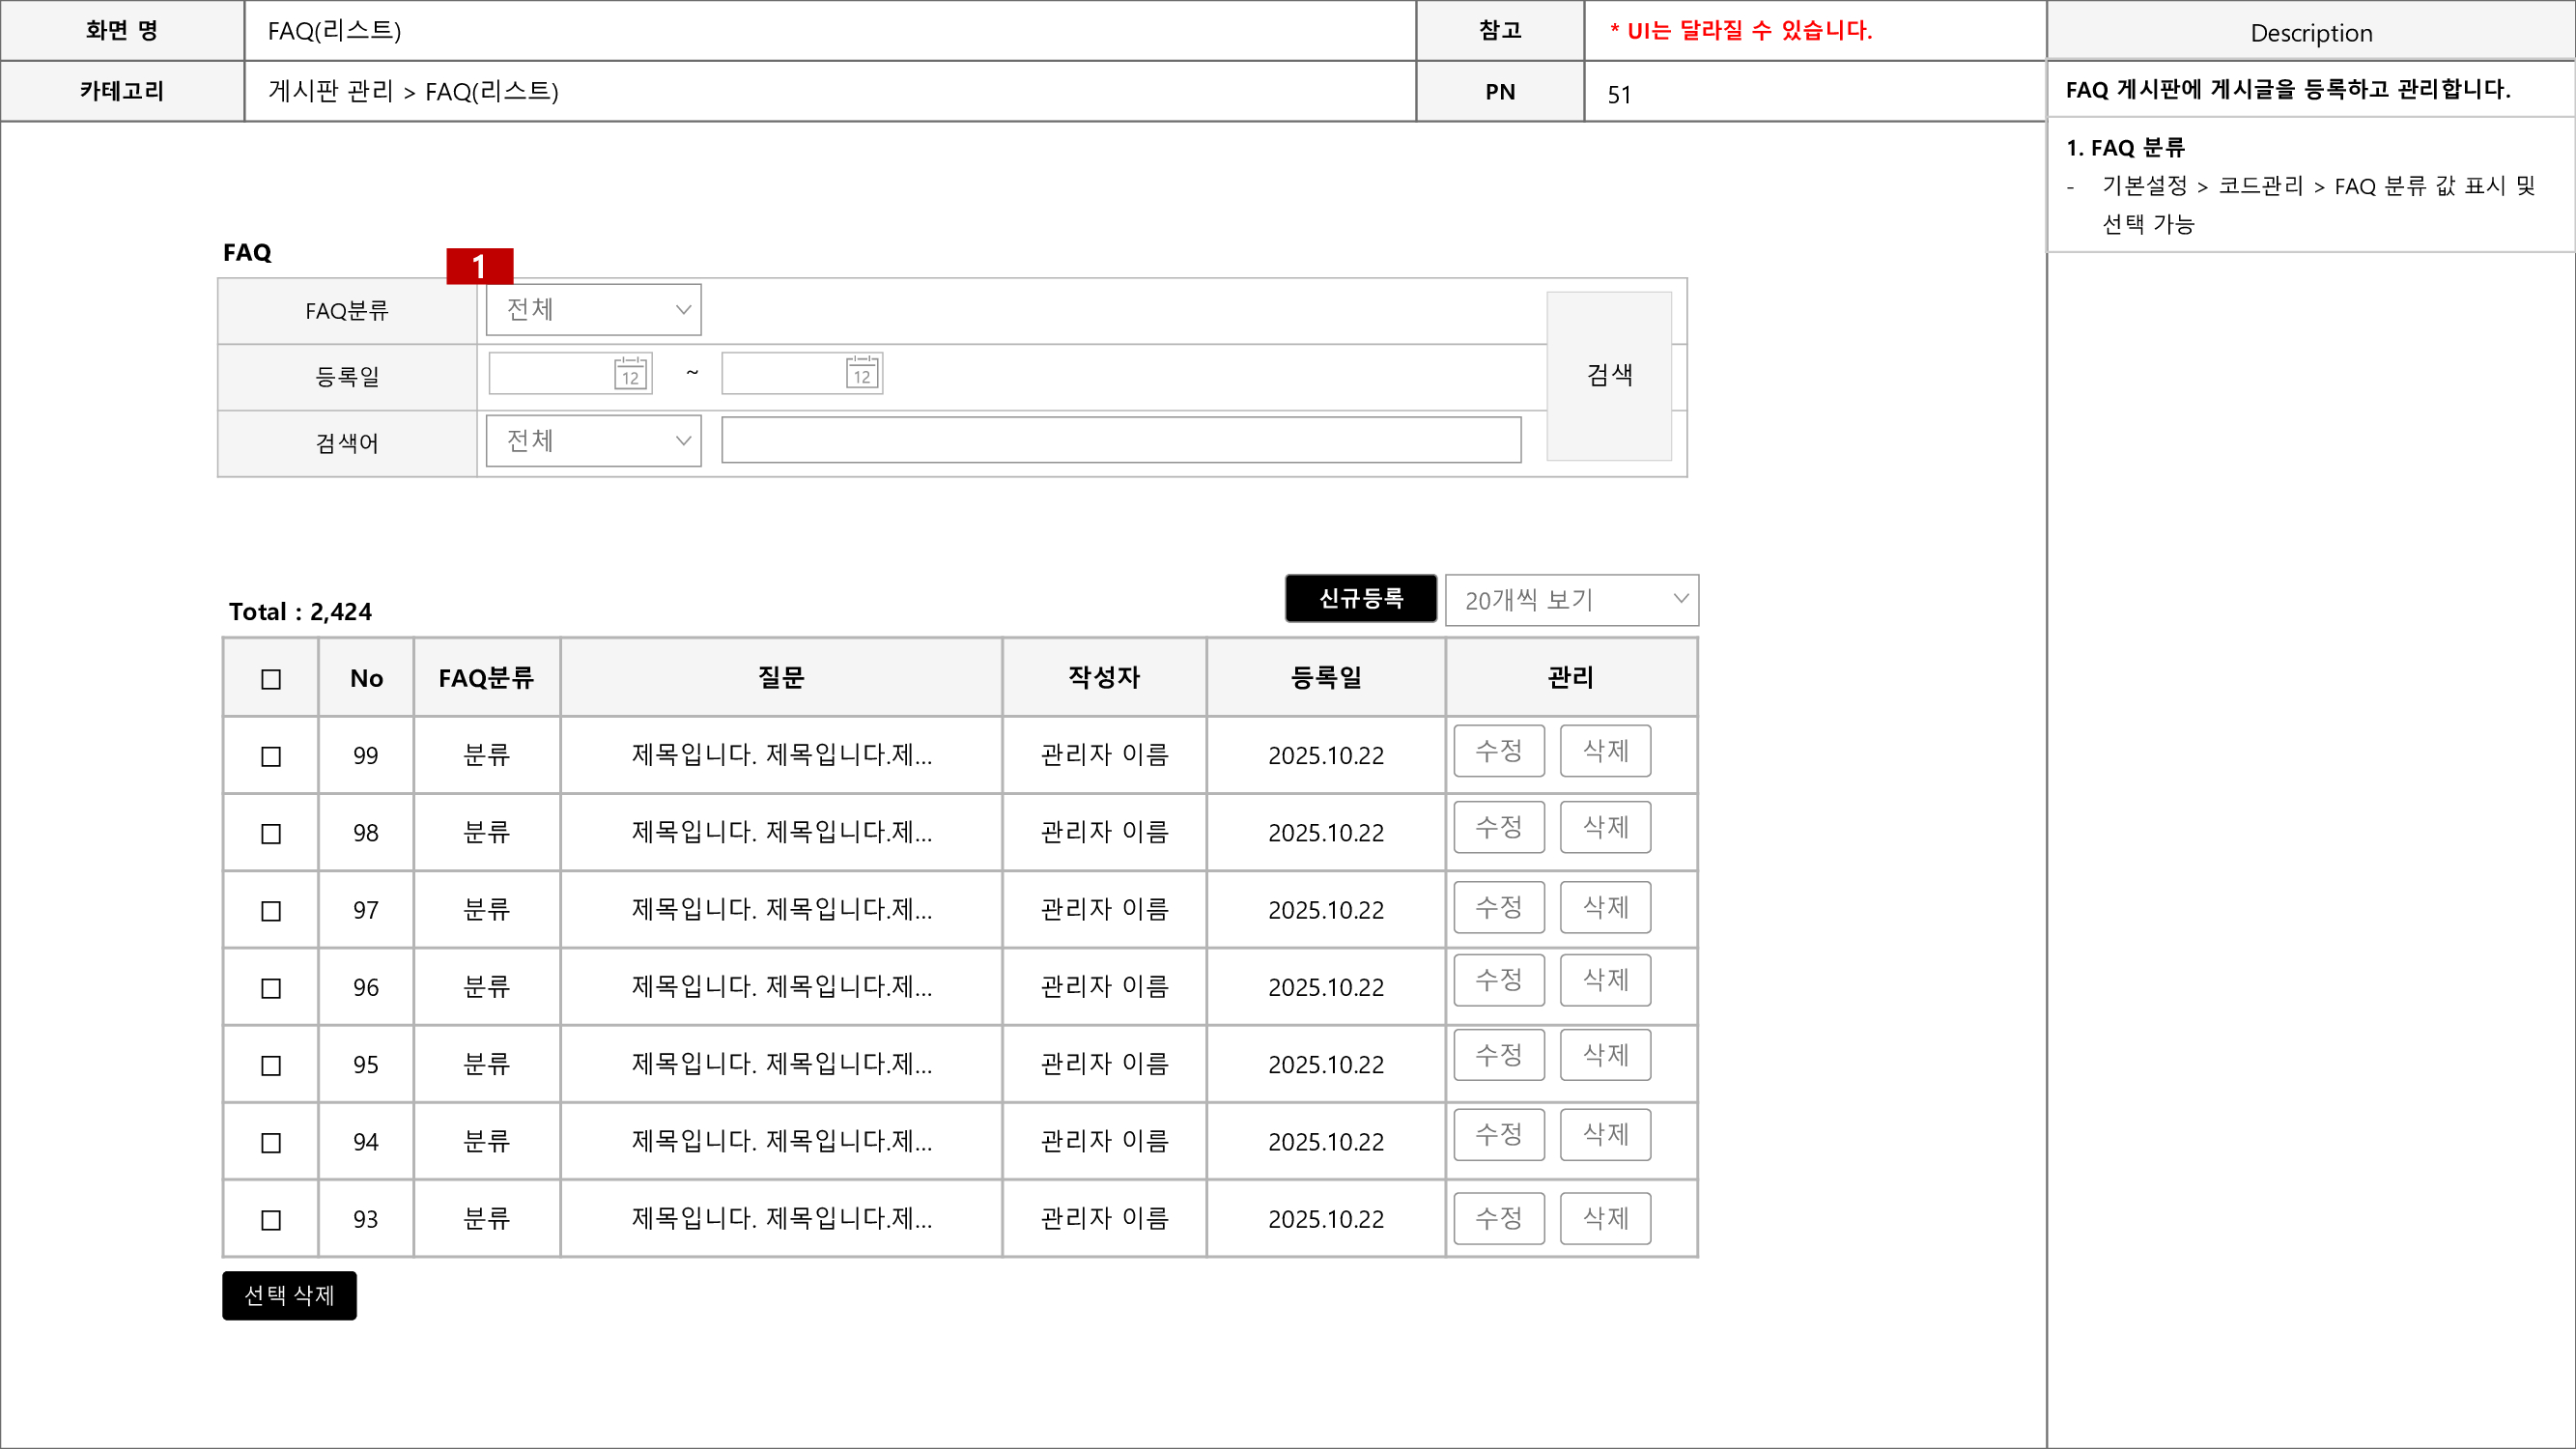 화면 명 FAQ(리스트) 참고 * UI는 달라질 수 있습니다. Description
카테고리 게시판 관리 > FAQ(리스트) PN 51
FAQ 게시판에 게시글을 등록하고 관리합니다.
1. FAQ 분류
- 기본설정 > 코드관리 > FAQ 분류 값 표시 및
선택 가능
FAQ
1
FAQ분류 전체
등록일 12 ~ 12
검색
검색어 전체
Total : 2,424
신규등록 20개씩 보기
No FAQ분류 질문 작성자 등록일 관리
99 분류 제목입니다. 제목입니다.제... 관리자 이름 2025.10.22 수정 삭제
98 분류 제목입니다. 제목입니다.제... 관리자 이름 2025.10.22 수정 삭제
97 분류 제목입니다. 제목입니다.제... 관리자 이름 2025.10.22 수정 삭제
96 분류 제목입니다. 제목입니다.제... 관리자 이름 2025.10.22 수정 삭제
95 분류 제목입니다. 제목입니다.제... 관리자 이름 2025.10.22 수정 삭제
94 분류 제목입니다. 제목입니다.제... 관리자 이름 2025.10.22 수정 삭제
93 분류 제목입니다. 제목입니다.제... 관리자 이름 2025.10.22 수정 삭제
선택 삭제